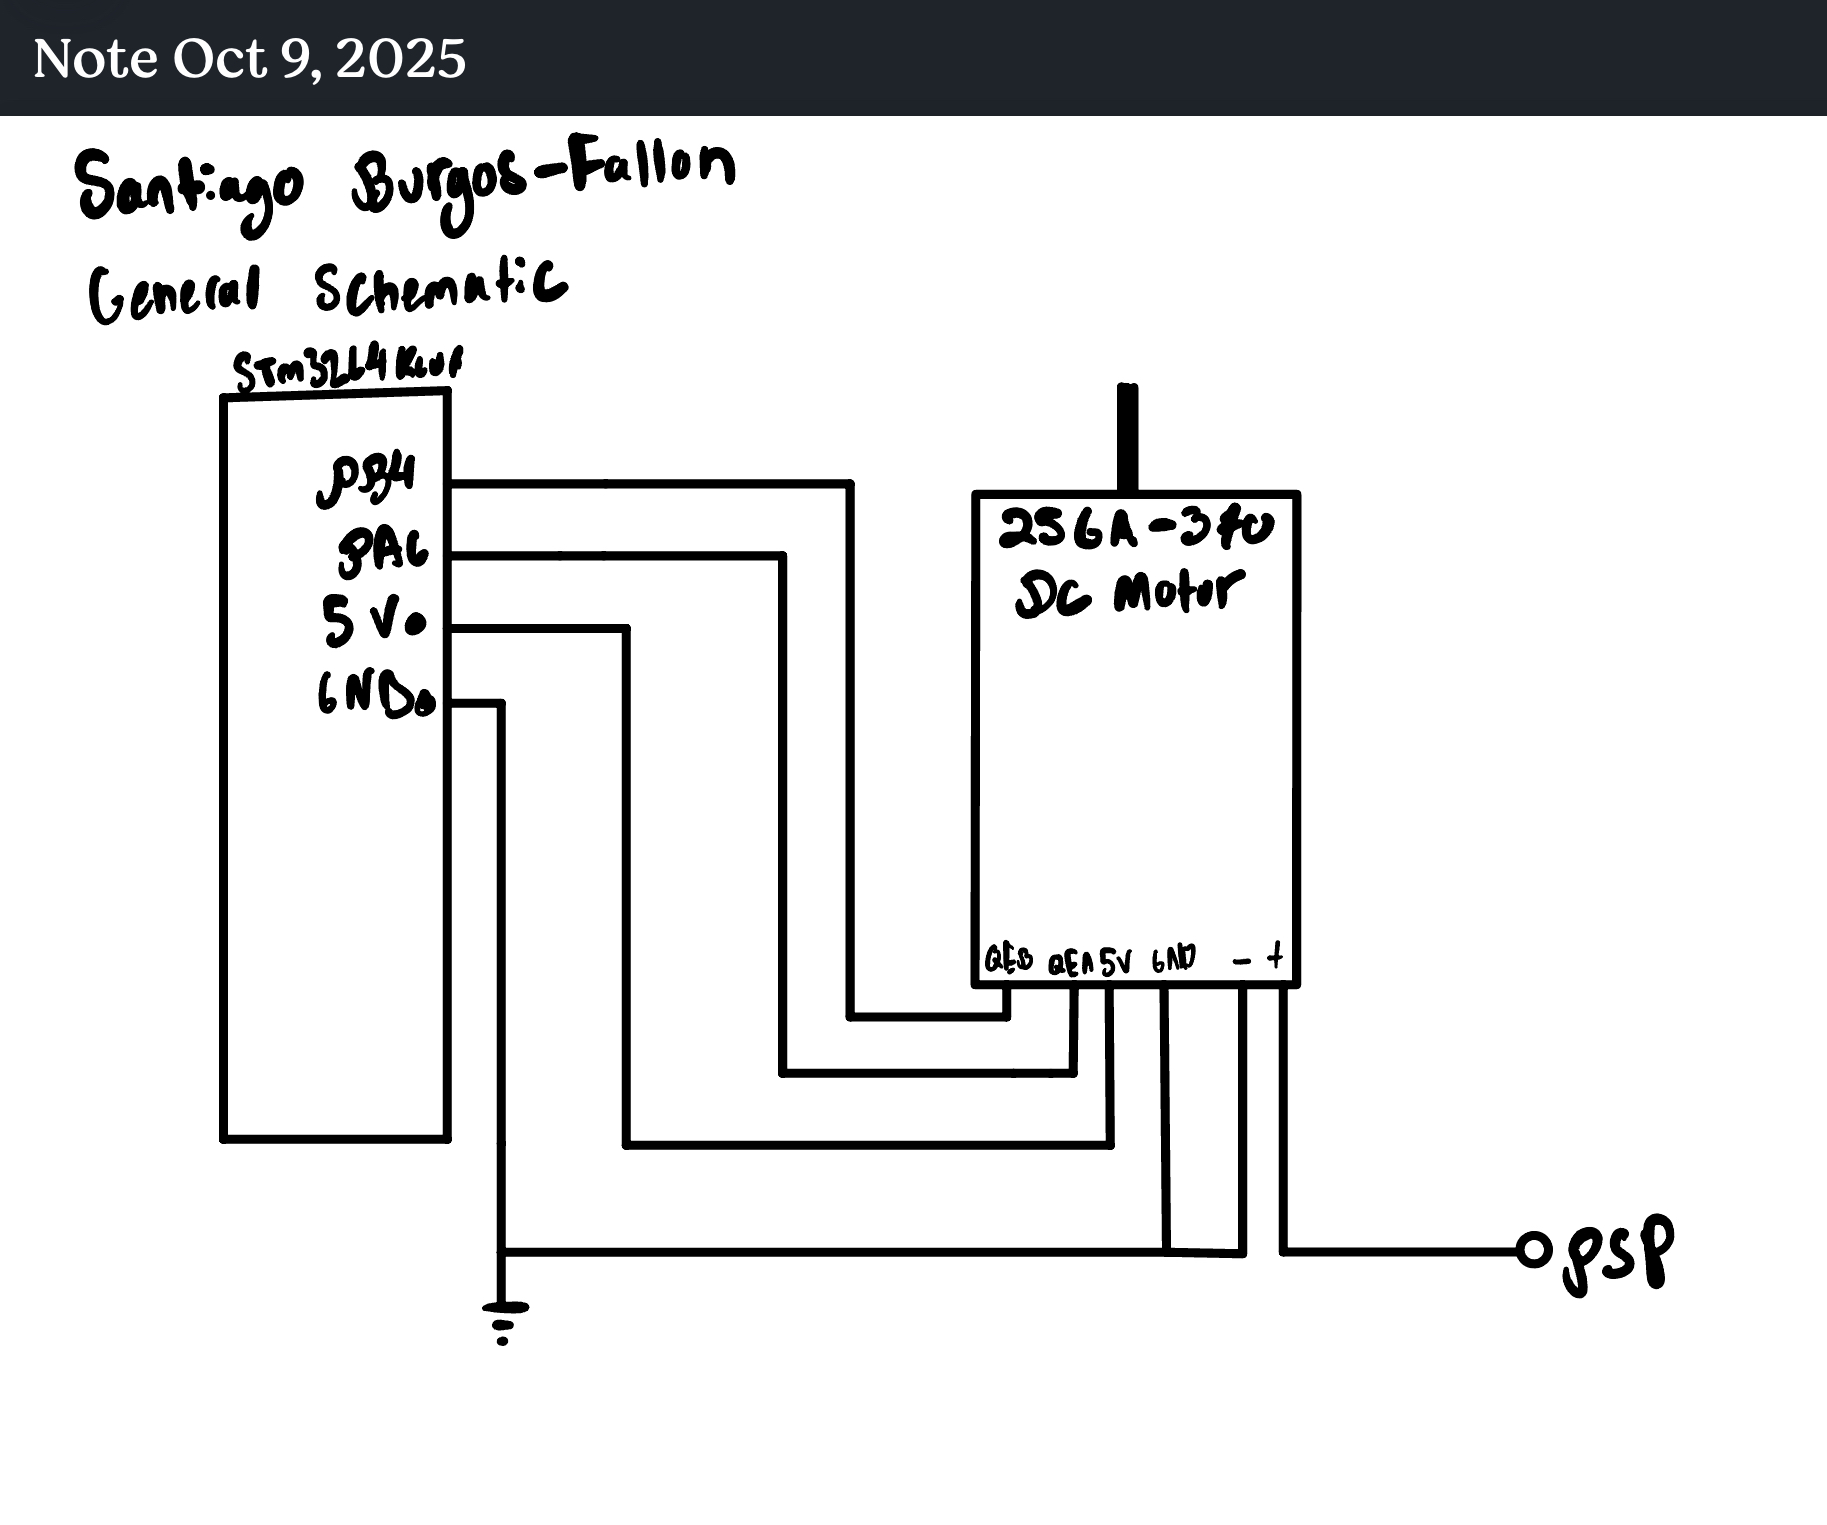 Note Oct 9, 2025
Santiago Burgos-Fallon
General Schematic
STM32L4
PB4
PA6
5V
GND
25GA-370
DC Motor
QEB QEA 5V GND - +
PSP